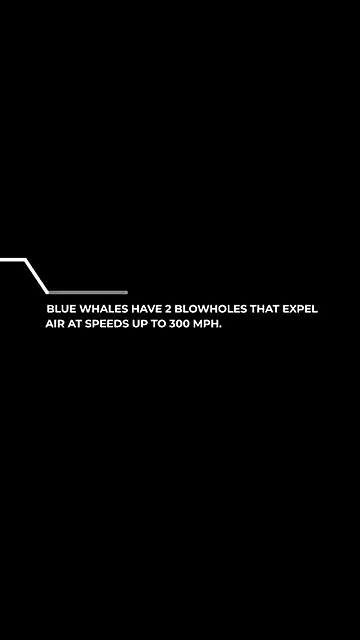 BLUE WHALES HAVE 2 BLOWHOLES THAT EXPEL
AIR AT SPEEDS UP TO 300 MPH.